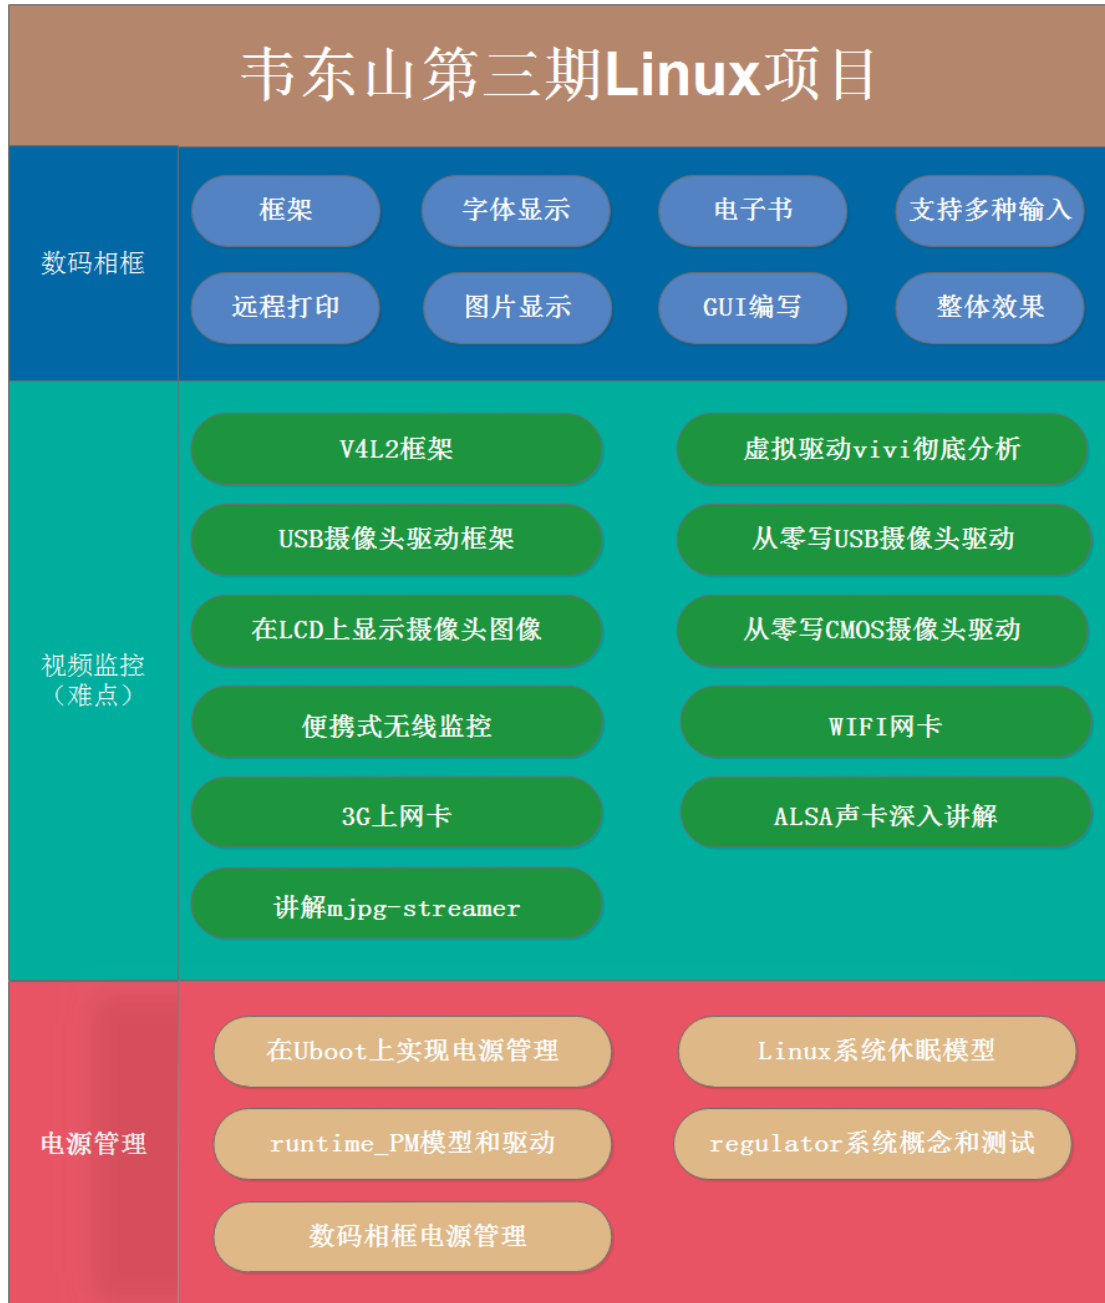 韦东山第三期Linux项目
数码相框
框架
字体显示
电子书
支持多种输入
远程打印
图片显示
GUI编写
整体效果
视频监控
（难点）
V4L2框架
虚拟驱动vivi彻底分析
USB摄像头驱动框架
从零写USB摄像头驱动
在LCD上显示摄像头图像
从零写CMOS摄像头驱动
便携式无线监控
WIFI网卡
3G上网卡
ALSA声卡深入讲解
讲解mjpg-streamer
电源管理
在Uboot上实现电源管理
Linux系统休眠模型
runtime_PM模型和驱动
regulator系统概念和测试
数码相框电源管理